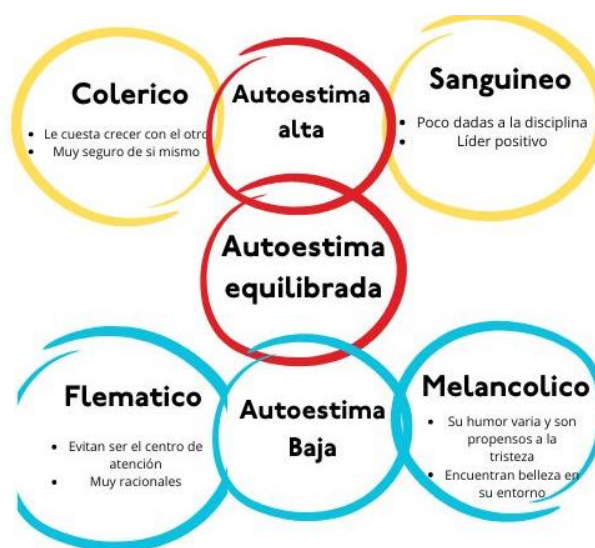 Colerico
• Le cuesta crecer con el otro
• Muy seguro de si mismo
Autoestima
alta
Sanguineo
• Poco dadas a la disciplina
• Líder positivo
Autoestima
equilibrada
Flematico
• Evitan ser el centro de
atención
• Muy racionales
Autoestima
Baja
Melancolico
• Su humor varia y son
propensos a la
tristeza
• Encuentran belleza en
su entorno